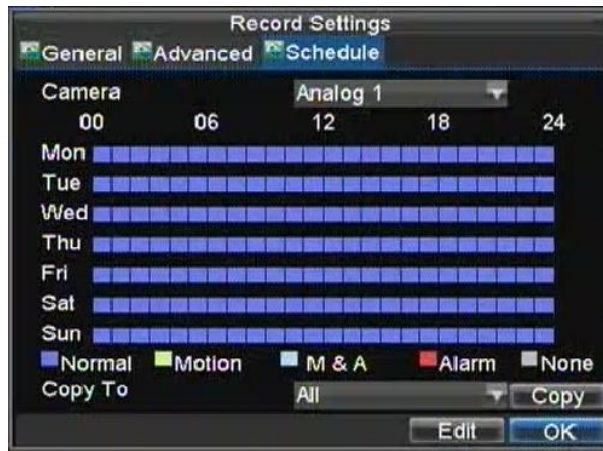 Record Settings
General Advanced Schedule
Camera Analog 1
00 06 12 18 24
Mon
Tue
Wed
Thu
Fri
Sat
Sun
Normal Motion M & A Alarm None
Copy To All Copy
Edit OK